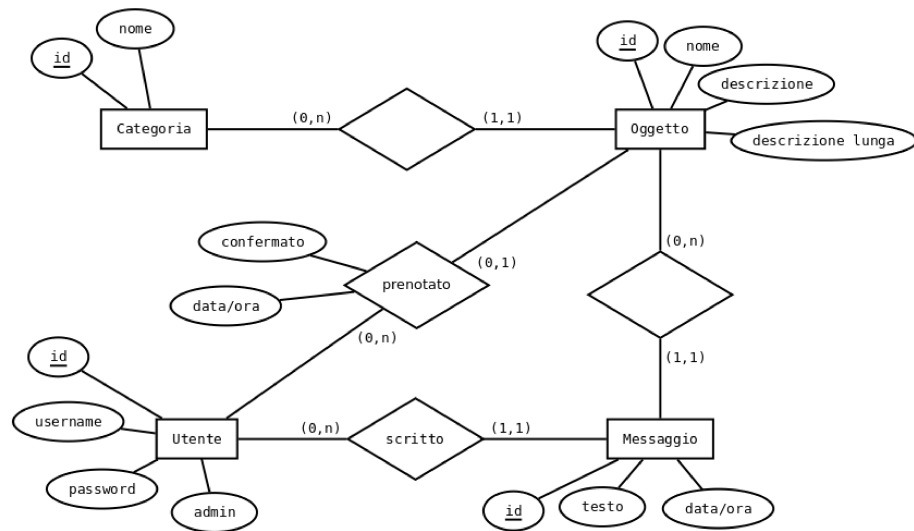 nome
id
Categoria
(0,n)
(1,1)
id
nome
descrizione
Oggetto
descrizione lunga
confermato
data/ora
prenotato
(0,1)
(0,n)
(0,n)
(1,1)
id
username
password
admin
Utente
(0,n)
scritto
(1,1)
Messaggio
id
testo
data/ora